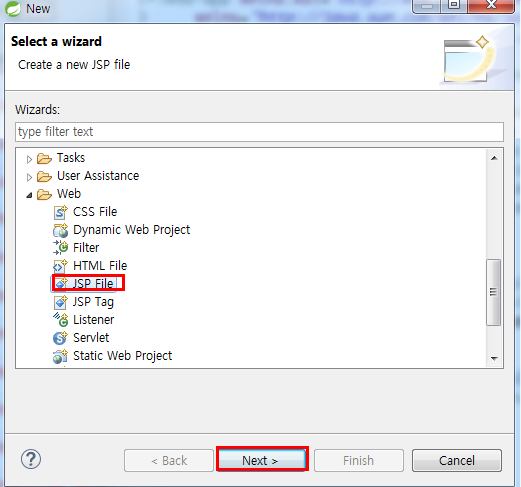 New
Select a wizard
Create a new JSP file
Wizards:
type filter text
Tasks
User Assistance
Web
CSS File
Dynamic Web Project
Filter
HTML File
JSP File
JSP Tag
Listener
Servlet
Static Web Project
?
< Back
Next >
Finish
Cancel